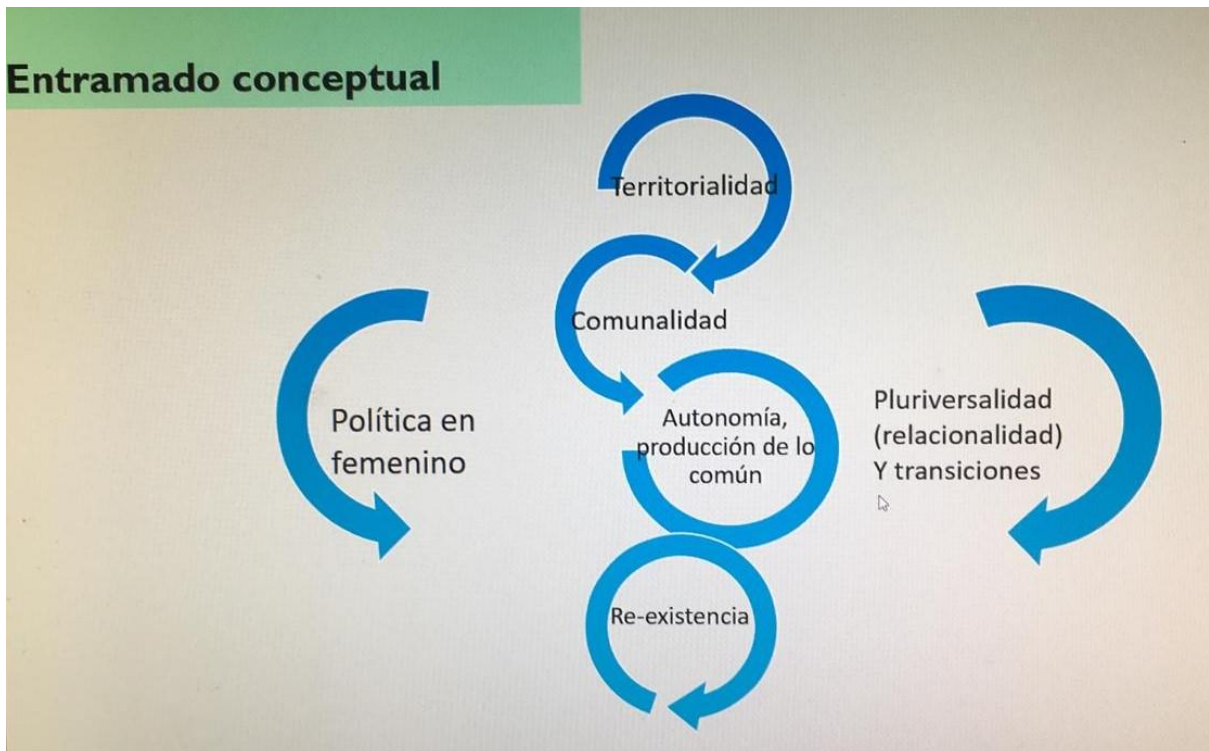 Entramado conceptual
Territorialidad
Comunalidad
Política en
femenino
Autonomía,
producción de lo
común
Pluriversalidad
(relacionalidad)
Y transiciones
Re-existencia